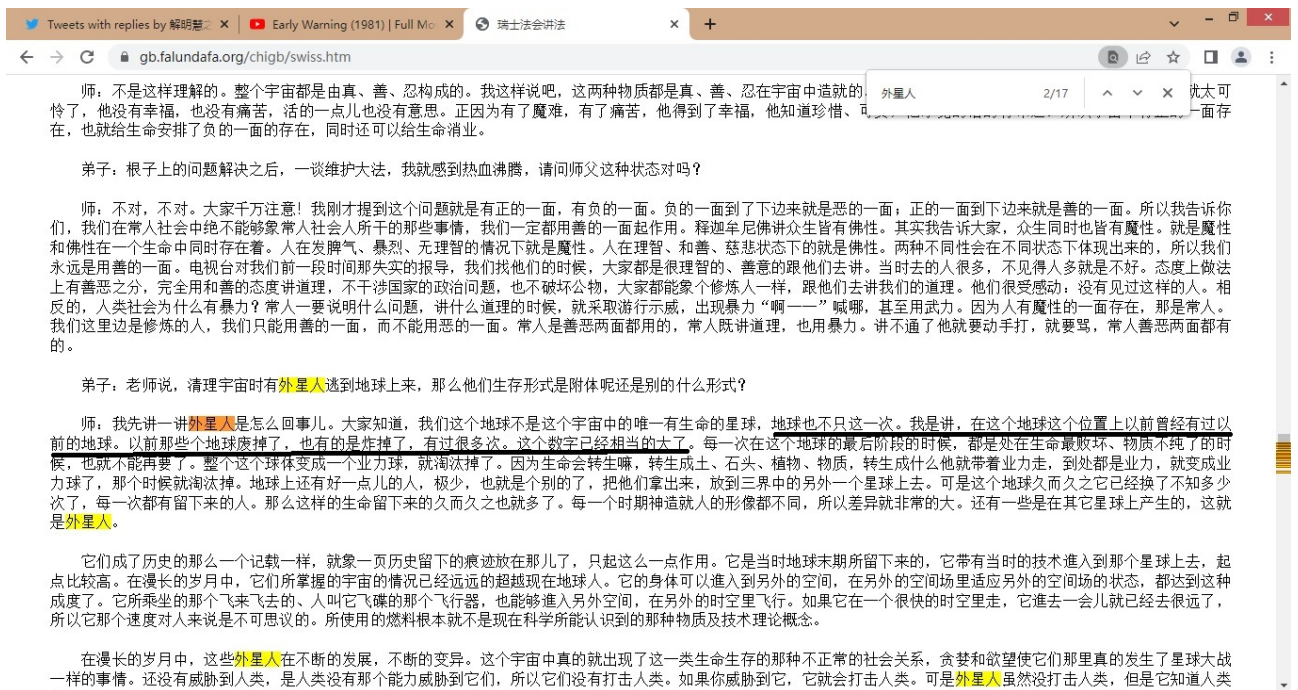 Tweets with replies by 解明慧
Early Warning (1981) | Full Mo
瑞士法会讲法
gb.falundafa.org/chigb/swiss.htm
外星人
2/17
师：不是这样理解的。整个宇宙都是由真、善、忍构成的。我这样说吧，这两种物质都是真、善、忍在宇宙中造就的
就太可
怜了，他没有幸福，也没有痛苦，活的一点儿也没有意思。正因为有了魔难，有了痛苦，他得到了幸福，他知道珍惜、
一面存
在，也就给生命安排了负的一面的存在，同时还可以给生命消业。
弟子：根子上的问题解决之后，一谈维护大法，我就感到热血沸腾，请问师父这种状态对吗？
师：不对，不对。大家千万注意！我刚才提到这个问题就是有正的一面，有负的一面。负的一面到了下边来就是恶的一面；正的一面到下边来就是善的一面。所以我告诉你
们，我们在常人社会中绝不能够象常人社会人所干的那些事情，我们一定都用善的一面起作用。释迦牟尼佛讲众生皆有佛性。其实我告诉大家，众生同时也皆有魔性。就是魔性
和佛性在一个生命中同时存在着。人在发脾气、暴烈、无理智的情况下就是魔性。人在理智、和善、慈悲状态下的就是佛性。两种不同性会在不同状态下体现出来的，所以我们
永远是用善的一面。电视台对我们前一段时间那失实的报导，我们找他们的时候，大家都是很理智的、善意的跟他们去讲。当时去的人很多，不见得人多就是不好。态度上做法
上有善恶之分，完全用和善的态度讲道理，不干涉国家的政治问题，也不破坏公物，大家都能象个修炼人一样，跟他们去讲我们的道理。他们很受感动：没有见过这样的人。相
反的，人类社会为什么有暴力？常人一要说明什么问题，讲什么道理的时候，就采取游行示威，出现暴力“啊——”喊哪，甚至用武力。因为人有魔性的一面存在，那是常人。
我们这里边是修炼的人，我们只能用善的一面，而不能用恶的一面。常人是善恶两面都用的，常人既讲道理，也用暴力。讲不通了他就要动手打，就要骂，常人善恶两面都有
的。
弟子：老师说，清理宇宙时有外星人逃到地球上来，那么他们生存形式是附体呢还是别的什么形式？
师：我先讲一讲外星人是怎么回事儿。大家知道，我们这个地球不是这个宇宙中的唯一有生命的星球，地球也不只这一次。我是讲，在这个地球这个位置上以前曾经有过以
前的地球。以前那些个地球废掉了，也有的是炸掉了，有过很多次。这个数字已经相当的大了。每一次在这个地球的最后阶段的时候，都是处在生命最败坏、物质不纯了的时
候，也就不能再要了。整个这个球体变成一个业力球，就淘汰掉了。因为生命会转生嘛，转生成土、石头、植物、物质，转生成什么他就带着业力走，到处都是业力，就变成业
力球了，那个时候就淘汰掉。地球上还有好一点儿的人，极少，也就是个别的了，把他们拿出来，放到三界中的另外一个星球上去。可是这个地球久而久之它已经换了不知多少
次了，每一次都有留下来的人。那么这样的生命留下来的久而久之也就多了。每一个时期神造就人的形像都不同，所以差异就非常的大。还有一些是在其它星球上产生的，这就
是外星人。
它们成了历史的那么一个记载一样，就象一页历史留下的痕迹放在那儿了，只起这么一点作用。它是当时地球末期所留下来的，它带有当时的技术進入到那个星球上去，起
点比较高。在漫长的岁月中，它们所掌握的宇宙的情况已经远远的超越现在地球人。它的身体可以進入到另外的空间，在另外的空间场里适应另外的空间场的状态，都达到这种
成度了。它所乘坐的那个飞来飞去的、人叫它飞碟的那个飞行器，也能够進入另外空间，在另外的时空里飞行。如果它在一个很快的时空里走，它進去一会儿就已经去很远了，
所以它那个速度对人来说是不可思议的。所使用的燃料根本就不是现在科学所能认识到的那种物质及技术理论概念。
在漫长的岁月中，这些外星人在不断的发展，不断的变异。这个宇宙中真的就出现了这一类生命生存的那种不正常的社会关系，贪婪和欲望使它们那里真的发生了星球大战
一样的事情。还没有威胁到人类，是人类没有那个能力威胁到它们，所以它们没有打击人类。如果你威胁到它，它就会打击人类。可是外星人虽然没打击人类，但是它知道人类